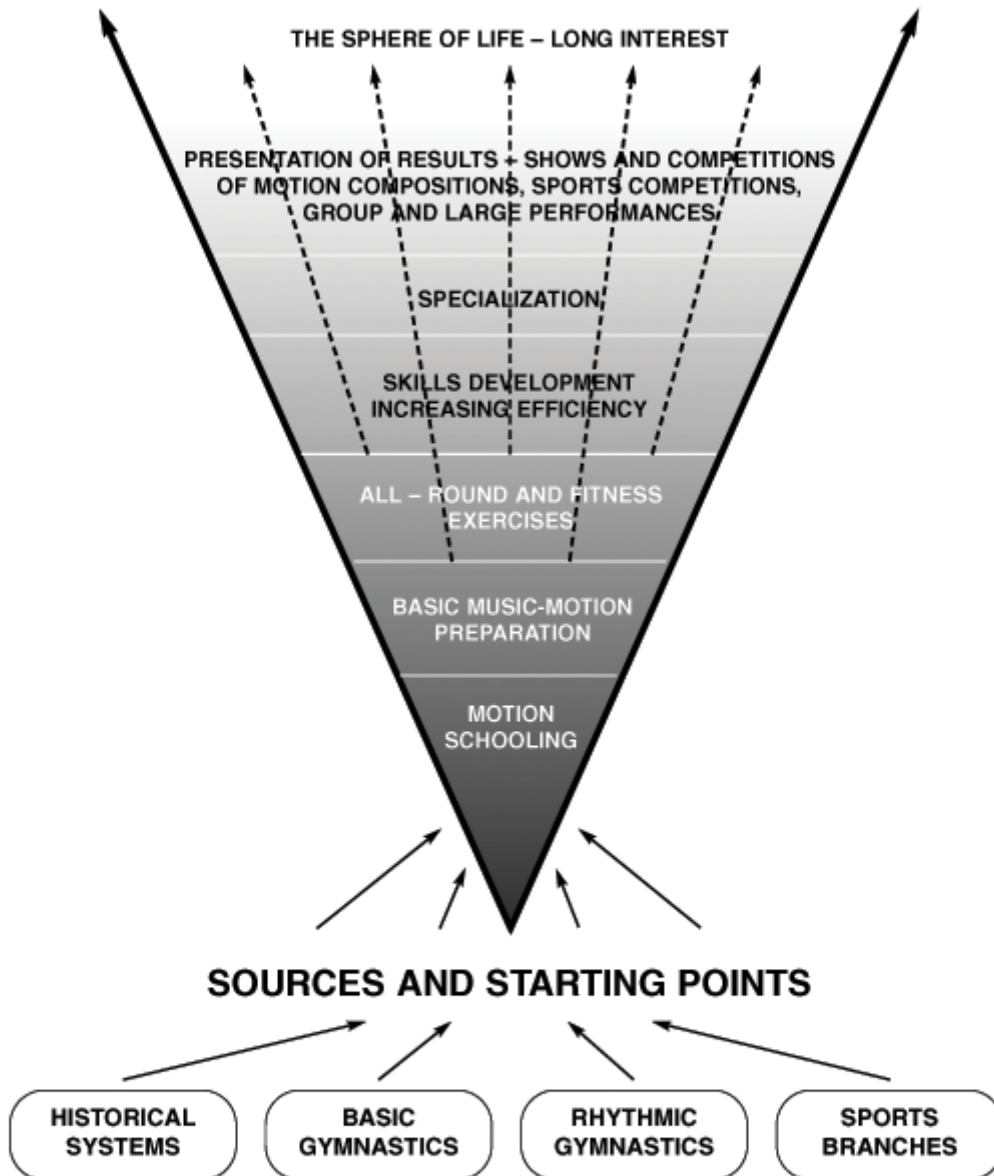 THE SPHERE OF LIFE – LONG INTEREST
PRESENTATION OF RESULTS – SHOWS AND COMPETITIONS
OF MOTION COMPOSITIONS, SPORTS COMPETITIONS,
GROUP AND LARGE PERFORMANCES
SPECIALIZATION
SKILLS DEVELOPMENT
INCREASING EFFICIENCY
ALL – ROUND AND FITNESS
EXERCISES
BASIC MUSIC-MOTION
PREPARATION
MOTION
SCHOOLING
SOURCES AND STARTING POINTS
HISTORICAL
SYSTEMS
BASIC
GYMNASTICS
RHYTHMIC
GYMNASTICS
SPORTS
BRANCHES